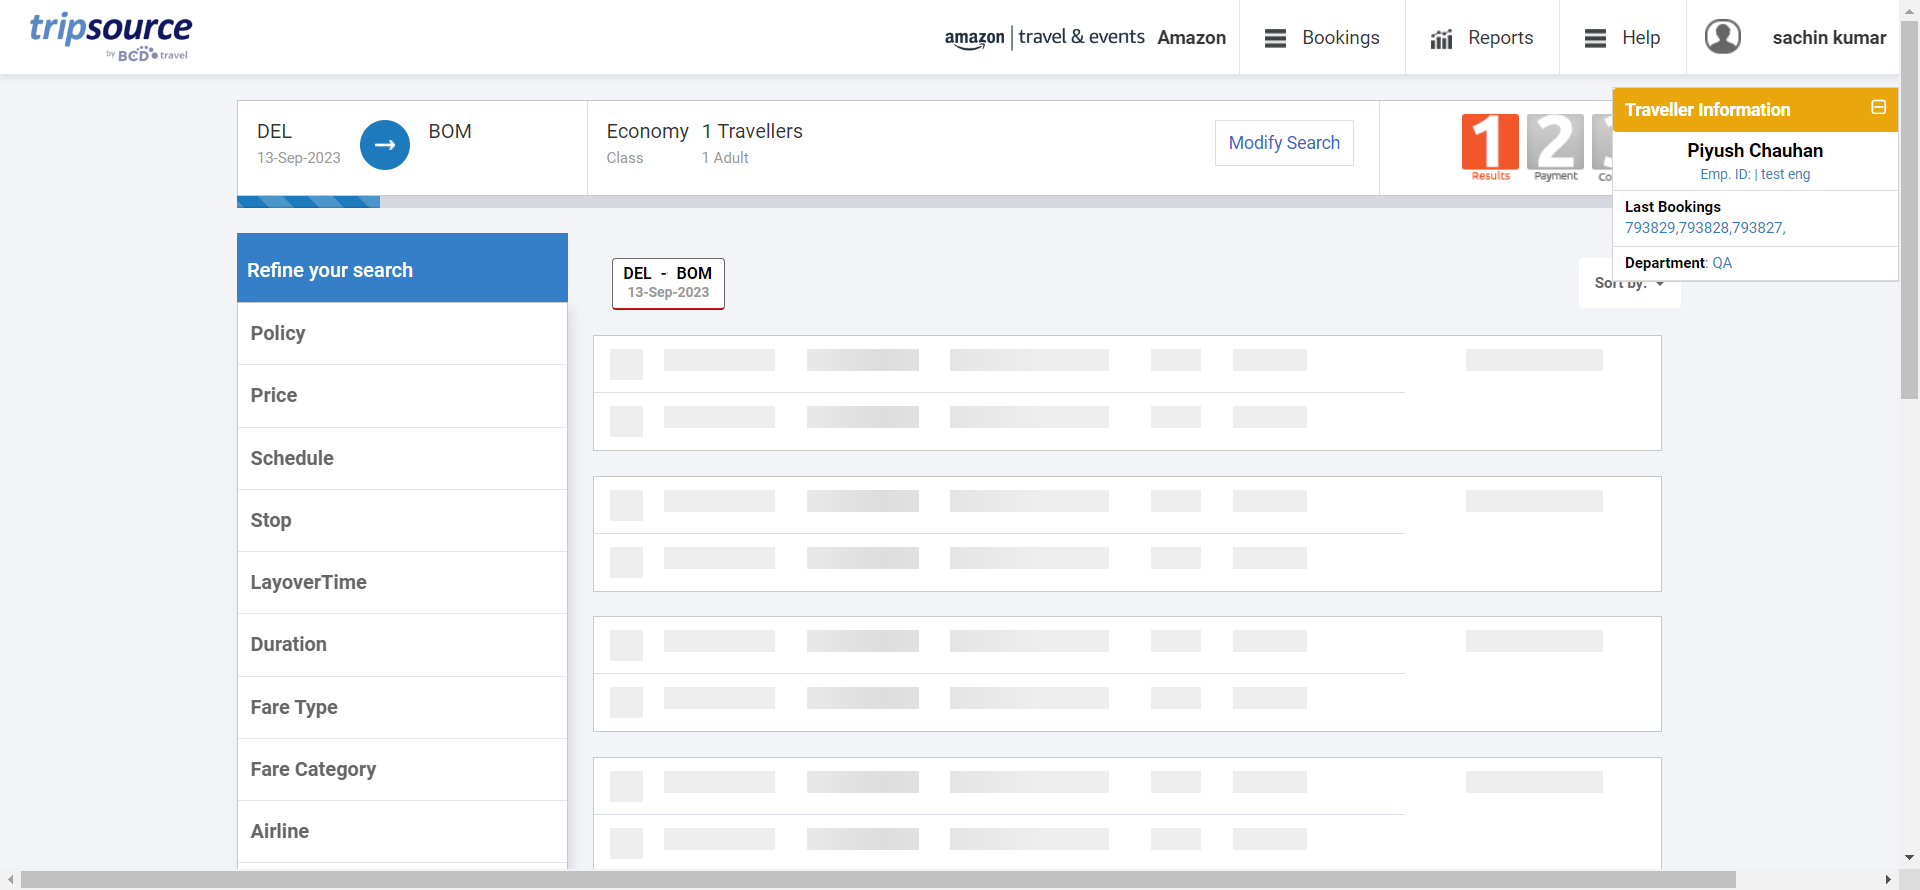 tripsource
by BCD travel
amazon | travel & events Amazon
Bookings
Reports
Help
sachin kumar
DEL
13-Sep-2023
BOM
Economy
Class
1 Travellers
1 Adult
Modify Search
1
Results
2
Payment
Co
Traveller Information
Piyush Chauhan
Emp. ID: | test eng
Last Bookings
793829,793828,793827,
Department: QA
Refine your search
Policy
Price
Schedule
Stop
LayoverTime
Duration
Fare Type
Fare Category
Airline
DEL - BOM
13-Sep-2023
Sort by: